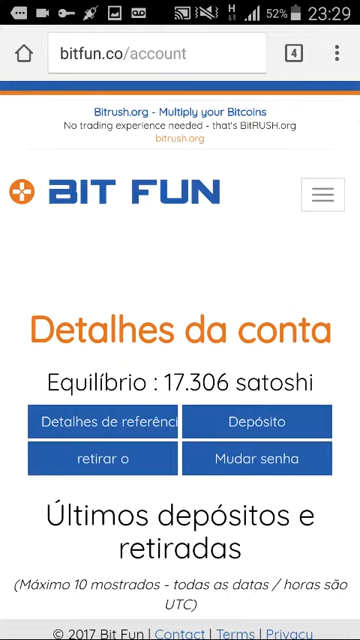 H 52% 23:29
bitfun.co/account 4
Bitrush.org - Multiply your Bitcoins
No trading experience needed - that's BitRUSH.org
bitrush.org
BIT FUN
Detalhes da conta
Equilíbrio : 17.306 satoshi
Detalhes de referênci Depósito
retirar o Mudar senha
Últimos depósitos e
retiradas
(Máximo 10 mostrados - todas as datas / horas são
UTC)
© 2017 Bit Fun | Contact | Terms | Privacy